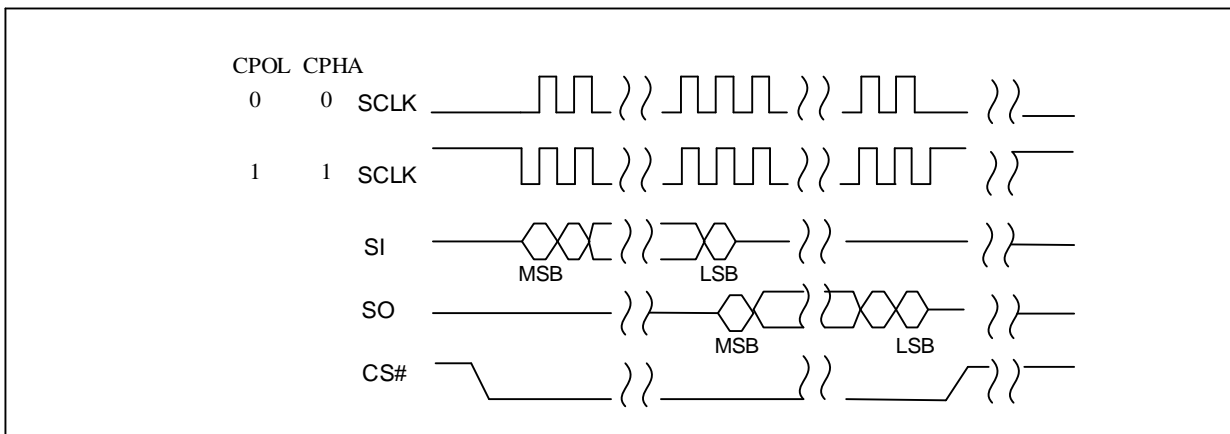 CPOL CPHA
0 0 SCLK
1 1 SCLK
SI
MSB LSB
SO
MSB LSB
CS#